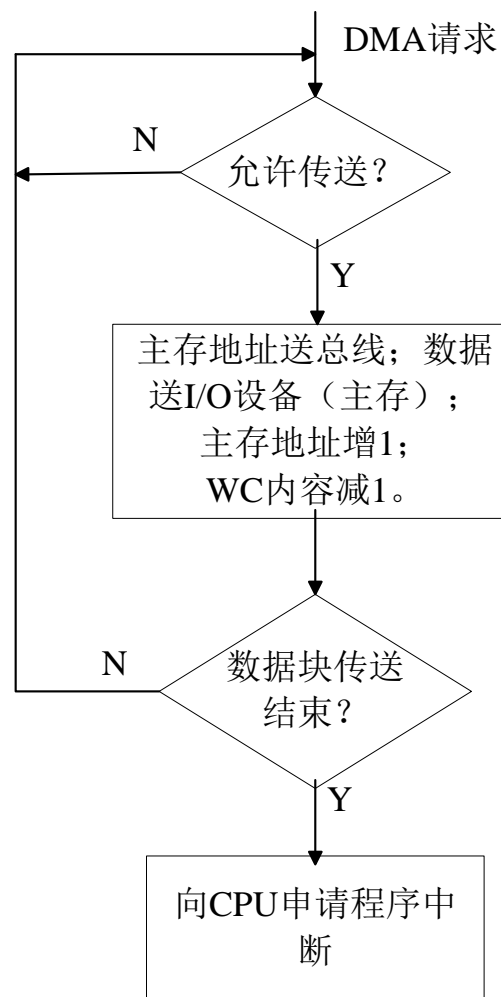 DMA请求
N
允许传送？
Y
主存地址送总线；数据
送I/O设备（主存）；
主存地址增1；
WC内容减1。
N
数据块传送
结束？
Y
向CPU申请程序中
断